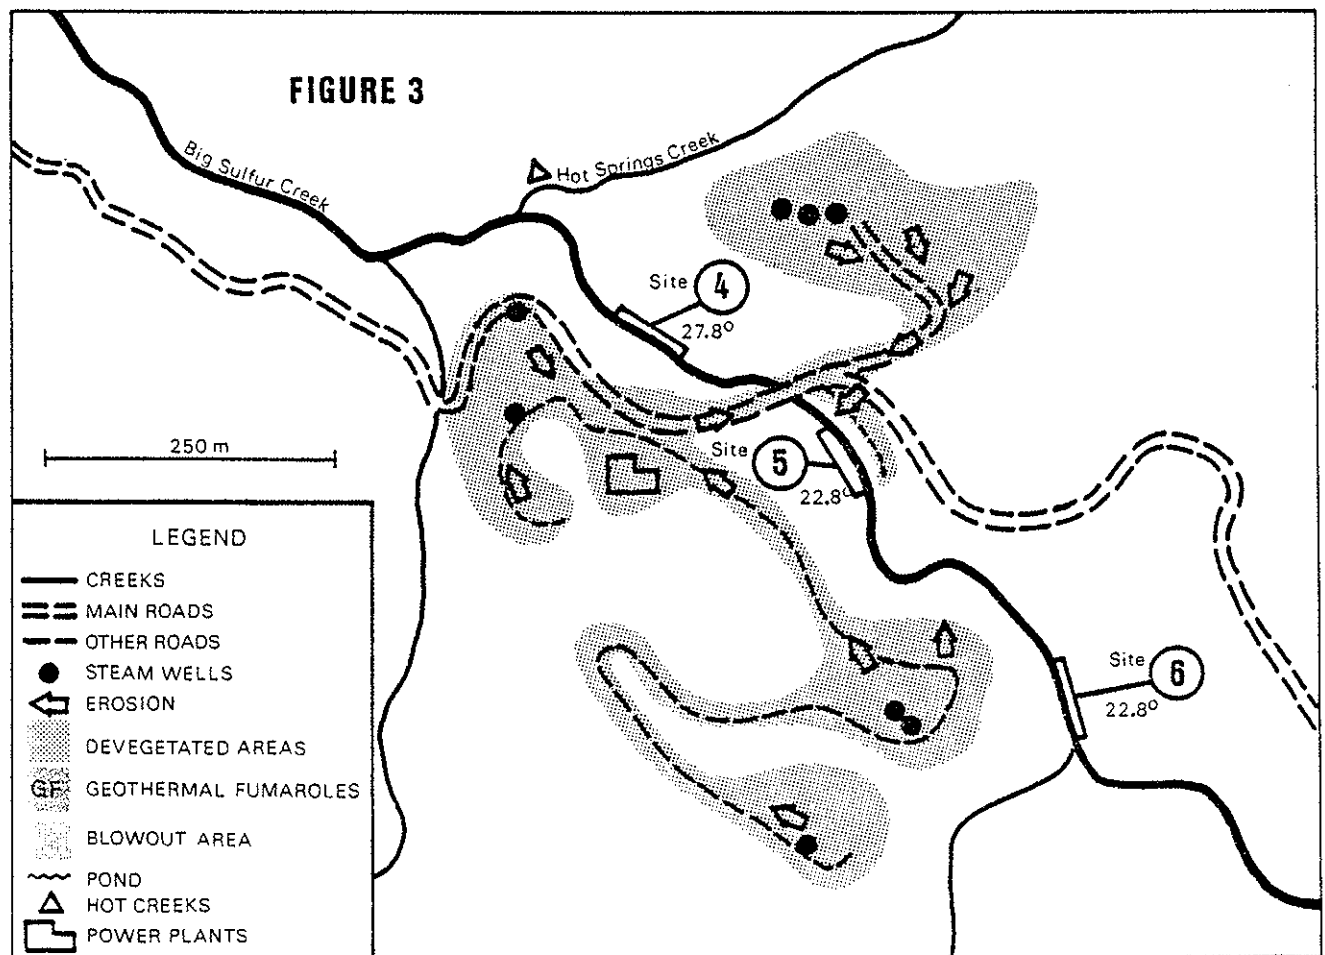 FIGURE 3
Big Sulfur Creek
Hot Springs Creek
Site 4
27.8°
250 m
Site 5
22.8°
Site 6
22.8°
LEGEND
CREEKS
MAIN ROADS
OTHER ROADS
STEAM WELLS
EROSION
DEVEGETATED AREAS
GF GEOTHERMAL FUMAROLES
BLOWOUT AREA
POND
HOT CREEKS
POWER PLANTS